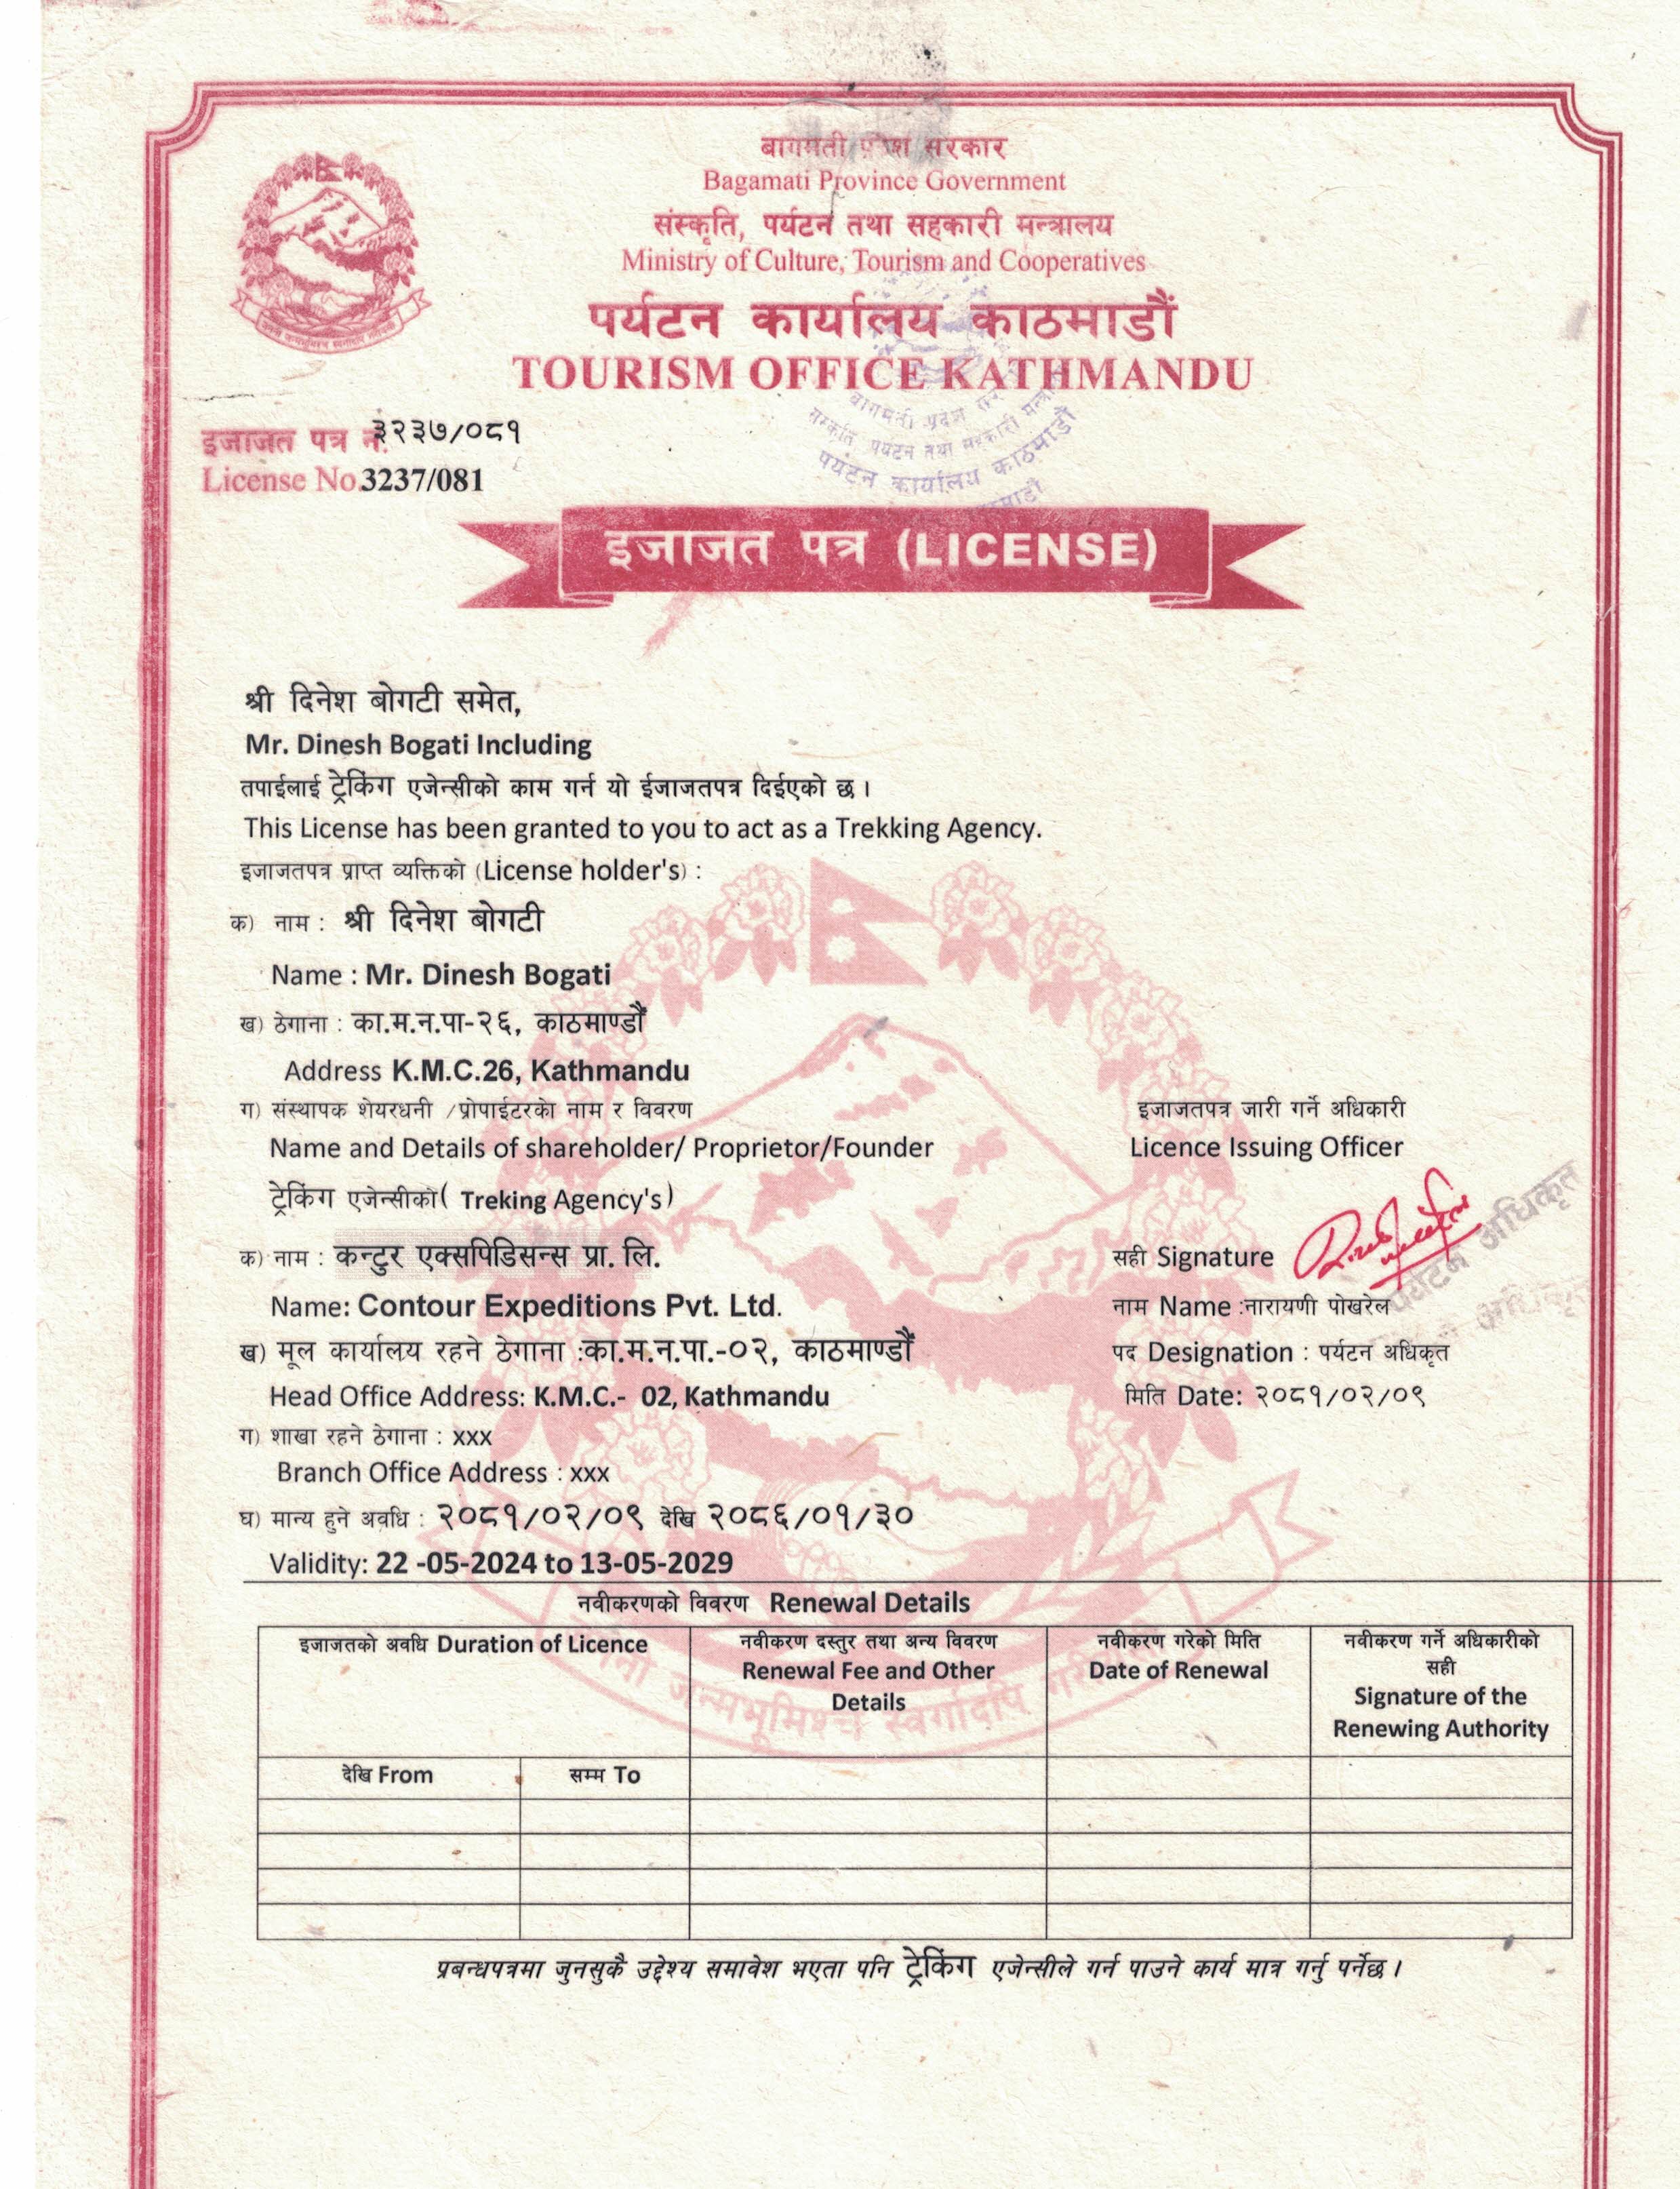 बागमती प्रदेश सरकार
Bagamati Province Government
संस्कृति, पर्यटन तथा सहकारी मन्त्रालय
Ministry of Culture, Tourism and Cooperatives
पर्यटन कार्यालय काठमाडौं
TOURISM OFFICE KATHMANDU
बागमती प्रदेश
संस्कृति पर्यटन तथा सहकारी
पर्यटन कार्यालय काठमाडौं
इजाजत पत्र नं. ३२३७/०८१
License No.3237/081
इजाजत पत्र (LICENSE)
श्री दिनेश बोगटी समेत,
Mr. Dinesh Bogati Including
तपाईलाई ट्रेकिंग एजेन्सीको काम गर्न यो ईजाजतपत्र दिईएको छ।
This License has been granted to you to act as a Trekking Agency.
इजाजतपत्र प्राप्त व्यक्तिको (License holder's) :
क) नाम : श्री दिनेश बोगटी
Name : Mr. Dinesh Bogati
ख) ठेगाना : का.म.न.पा-२६, काठमाण्डौं
Address K.M.C.26, Kathmandu
ग) संस्थापक शेयरधनी /प्रोपाईटरको नाम र विवरण
Name and Details of shareholder/ Proprietor/Founder
ट्रेकिंग एजेन्सीको( Treking Agency's)
क) नाम : कन्टुर एक्सपिडिसन्स प्रा. लि.
Name: Contour Expeditions Pvt. Ltd.
ख) मूल कार्यालय रहने ठेगाना :का.म.न.पा.-०२, काठमाण्डौं
Head Office Address: K.M.C.- 02, Kathmandu
ग) शाखा रहने ठेगाना : xxx
Branch Office Address : xxx
घ) मान्य हुने अवधि : २०८१/०२/०९ देखि २०८६/०१/३०
Validity: 22 -05-2024 to 13-05-2029
इजाजतपत्र जारी गर्ने अधिकारी
Licence Issuing Officer
सही Signature
नाम Name :नारायणी पोखरेल
पद Designation : पर्यटन अधिकृत
मिति Date: २०८१/०२/०९
पर्यटन अधिकृत
नवीकरणको विवरण Renewal Details
इजाजतको अवधि Duration of Licence
नवीकरण दस्तुर तथा अन्य विवरण
Renewal Fee and Other
Details
नवीकरण गरेको मिति
Date of Renewal
नवीकरण गर्ने अधिकारीको
सही
Signature of the
Renewing Authority
देखि From
सम्म To
जन्मभूमिश्च स्वर्गादपि
प्रबन्धपत्रमा जुनसुकै उद्देश्य समावेश भएता पनि ट्रेकिंग एजेन्सीले गर्न पाउने कार्य मात्र गर्नु पर्नेछ।